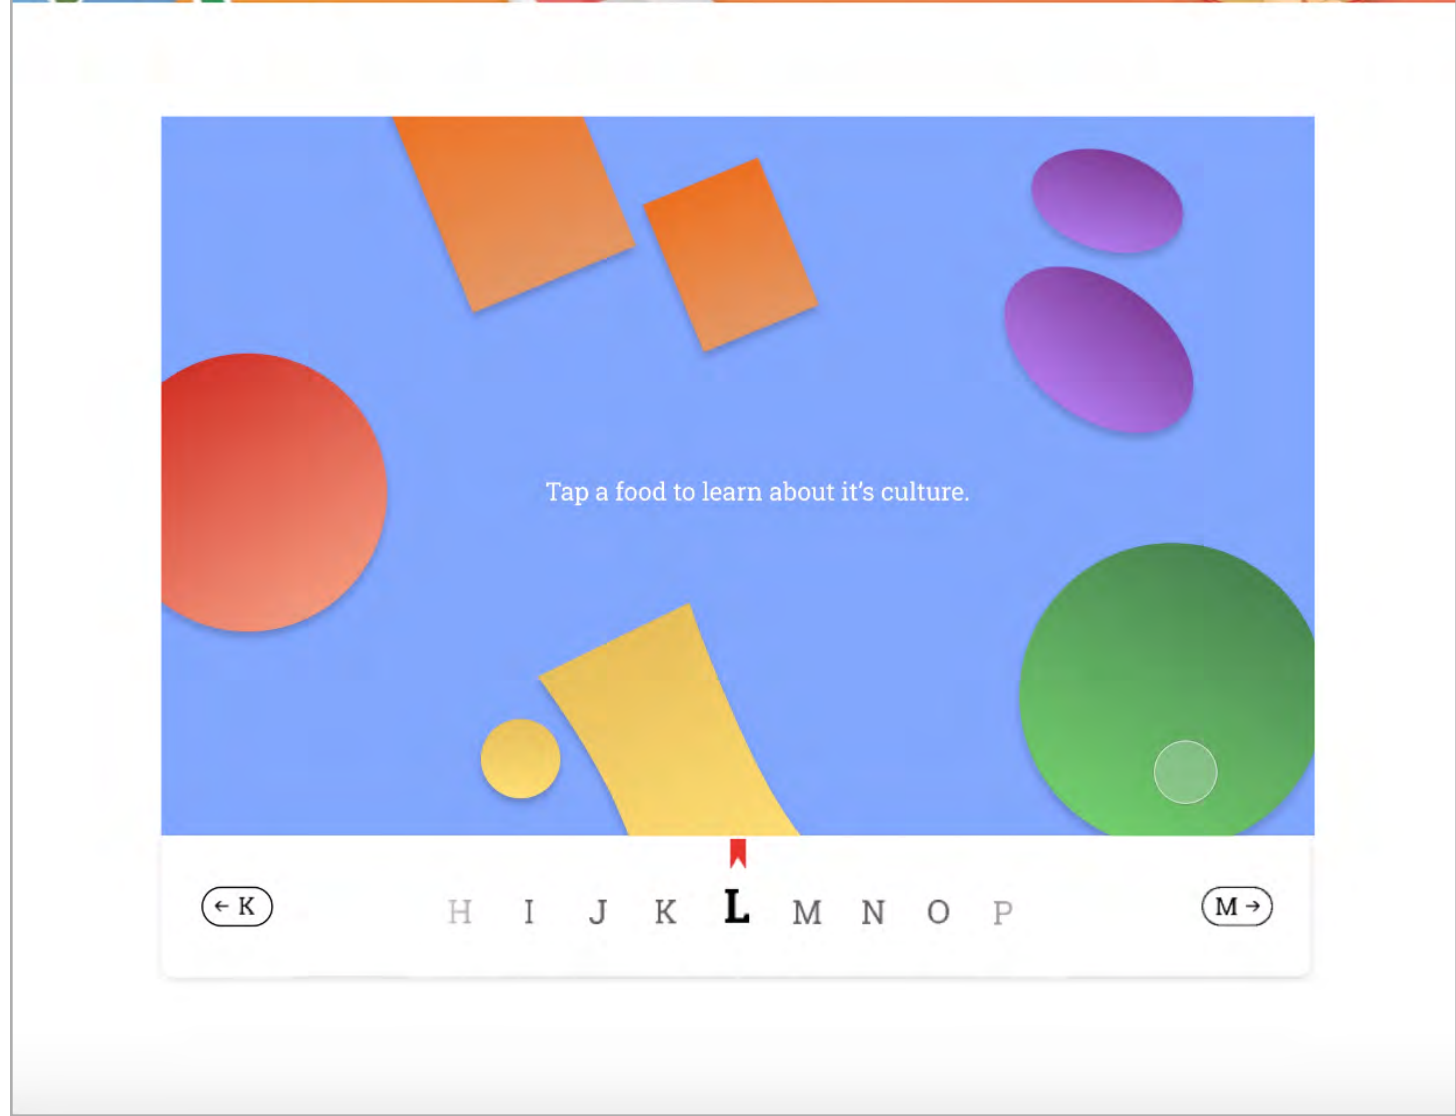 Tap a food to learn about it’s culture.
← K
H I J K L M N O P
M →